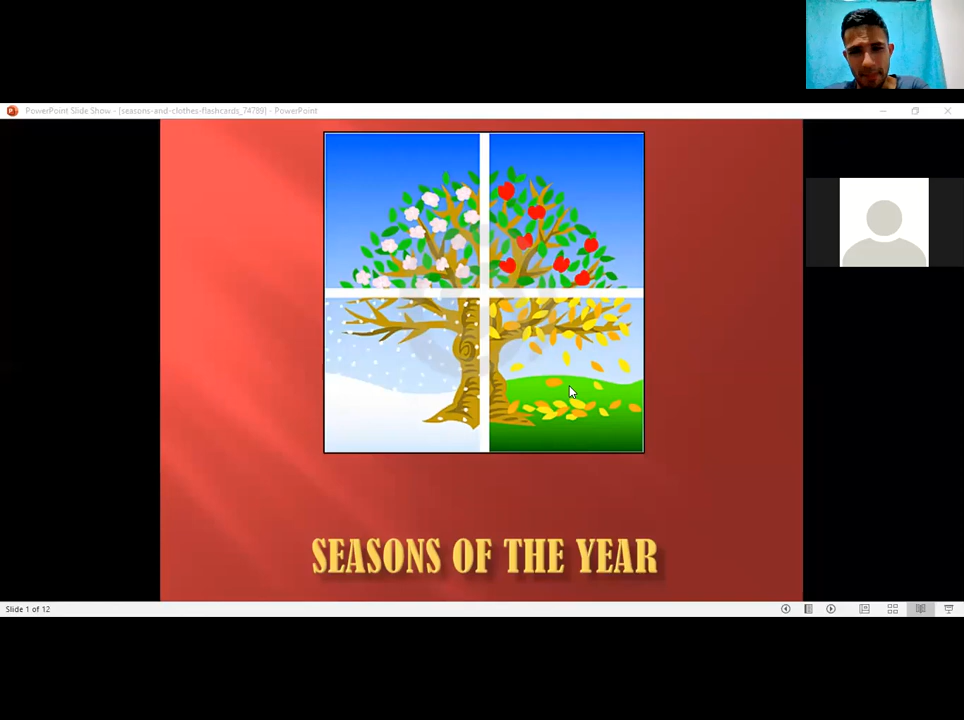 PowerPoint Slide Show - [seasons-and-clothes-flashcards_74789] - PowerPoint
SEASONS OF THE YEAR
Slide 1 of 12